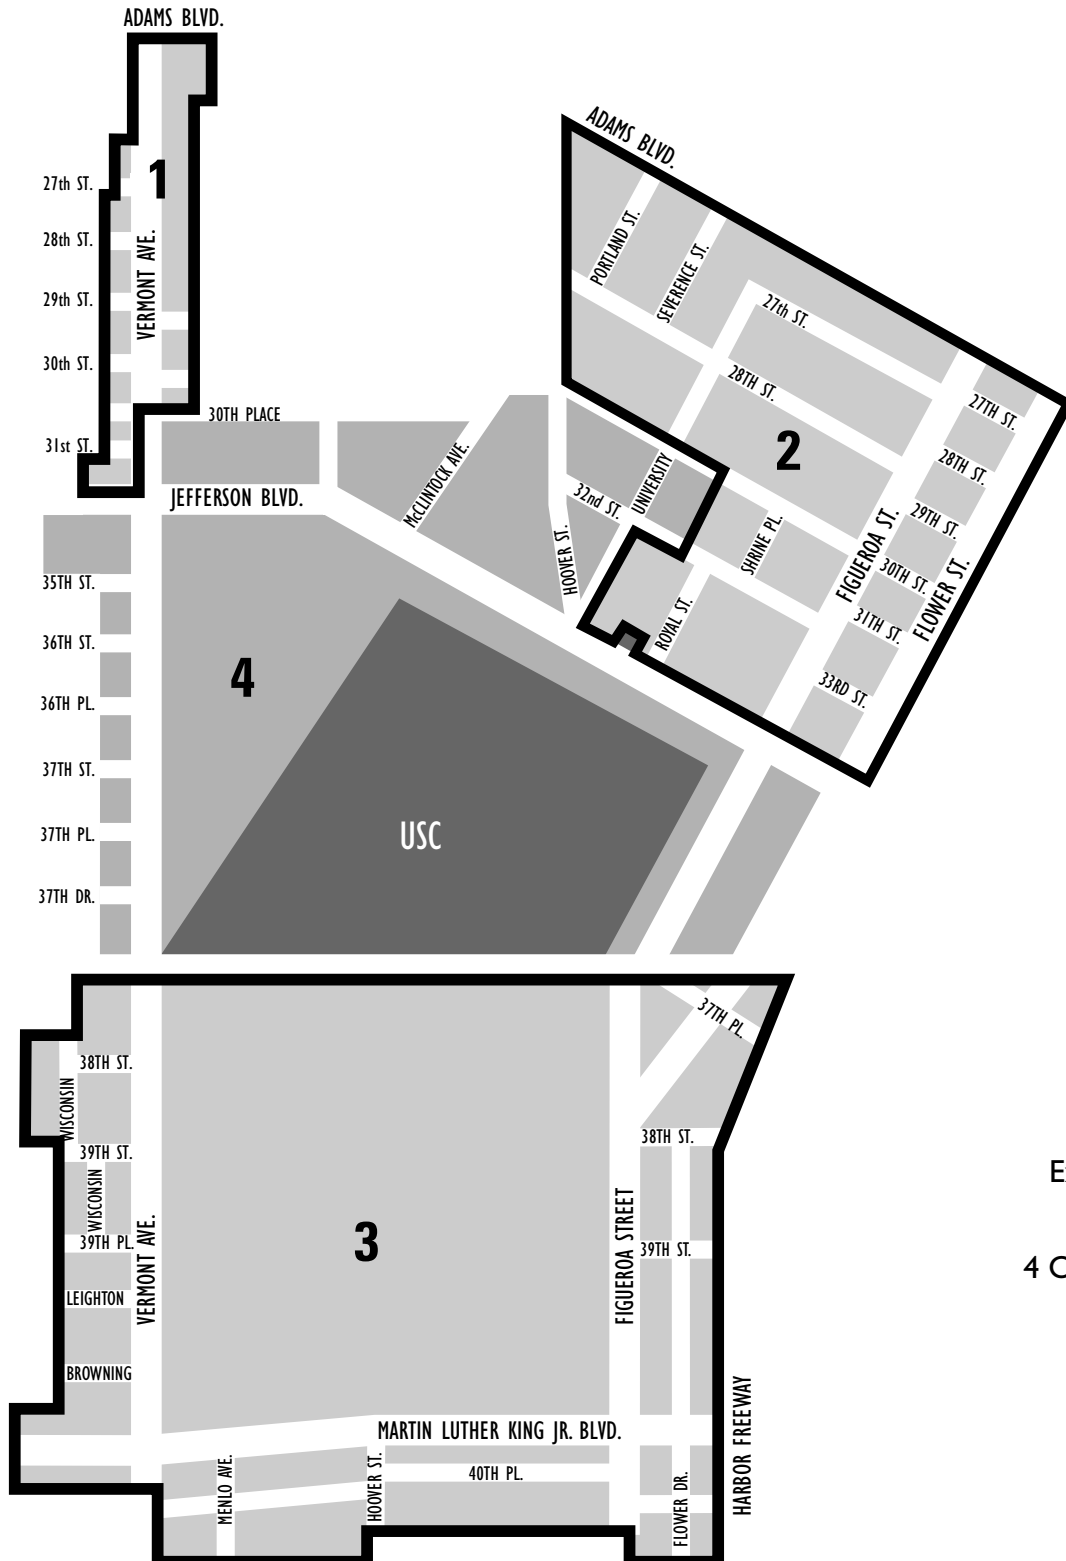 ADAMS BLVD.
ADAMS BLVD.
1
27th ST.
28th ST.
29th ST.
30th ST.
31st ST.
VERMONT AVE.
PORTLAND ST.
SEVERENCE ST.
27th ST.
28TH ST.
2
27TH ST.
28TH ST.
29TH ST.
30TH ST.
31TH ST.
33RD ST.
FIGUEROA ST.
FLOWER ST.
30TH PLACE
JEFFERSON BLVD.
McCLINTOCK AVE.
HOOVER ST.
32nd ST.
UNIVERSITY
SHRINE PL.
ROYAL ST.
35TH ST.
36TH ST.
36TH PL.
37TH ST.
37TH PL.
37TH DR.
4
USC
37TH PL.
38TH ST.
WISCONSIN
39TH ST.
WISCONSIN
39TH PL.
LEIGHTON
BROWNING
VERMONT AVE.
3
FIGUEROA STREET
38TH ST.
39TH ST.
HARBOR FREEWAY
MARTIN LUTHER KING JR. BLVD.
MENLO AVE.
HOOVER ST.
40TH PL.
FLOWER DR.
4